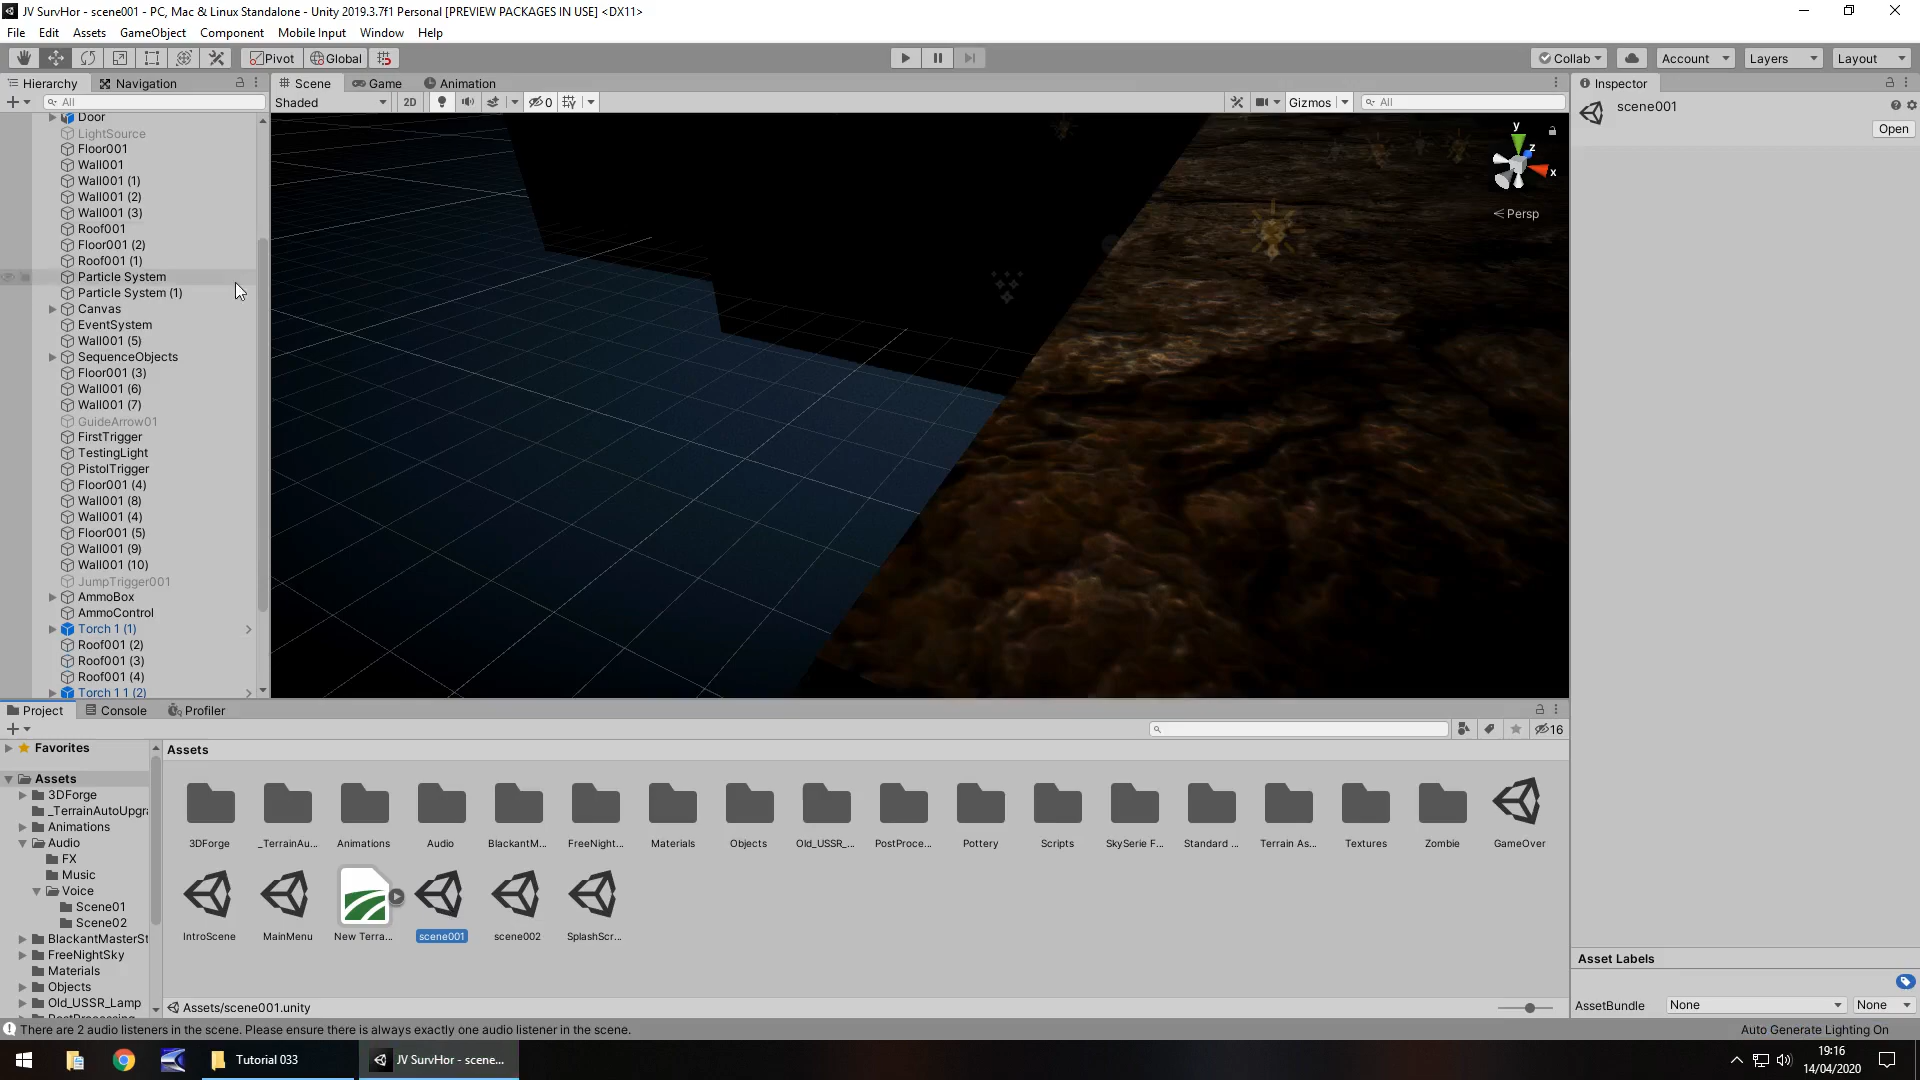 JV SurvHor - scene001 - PC, Mac & Linux Standalone - Unity 2019.3.7f1 Personal [PREVIEW PACKAGES IN USE] <DX11>
File Edit Assets GameObject Component Mobile Input Window Help
Pivot Global Collab Account Layers Layout
Hierarchy Navigation Scene Game Animation Inspector
All Shaded 2D 0 Gizmos All
scene001
Open
y
z
x
Persp
Door
LightSource
Floor001
Wall001
Wall001 (1)
Wall001 (2)
Wall001 (3)
Roof001
Floor001 (2)
Roof001 (1)
Particle System
Particle System (1)
Canvas
EventSystem
Wall001 (5)
SequenceObjects
Floor001 (3)
Wall001 (6)
Wall001 (7)
GuideArrow01
FirstTrigger
TestingLight
PistolTrigger
Floor001 (4)
Wall001 (8)
Wall001 (4)
Floor001 (5)
Wall001 (9)
Wall001 (10)
JumpTrigger001
AmmoBox
AmmoControl
Torch 1 (1)
Roof001 (2)
Roof001 (3)
Roof001 (4)
Torch 1 1 (2)
Project Console Profiler
16
Favorites
Assets
3DForge
_TerrainAutoUpgra
Animations
Audio
FX
Music
Voice
Scene01
Scene02
BlackantMasterSt
FreeNightSky
Materials
Objects
Old_USSR_Lamp
PostProcessing
Assets
3DForge _TerrainAu... Animations Audio BlackantM... FreeNight... Materials Objects Old_USSR_... PostProce... Pottery Scripts SkySerie F... Standard ... Terrain As... Textures Zombie GameOver
IntroScene MainMenu New Terra... scene001 scene002 SplashScr...
Assets/scene001.unity
Asset Labels
AssetBundle None None
There are 2 audio listeners in the scene. Please ensure there is always exactly one audio listener in the scene.
Auto Generate Lighting On
Tutorial 033 JV SurvHor - scene...
19:16
14/04/2020